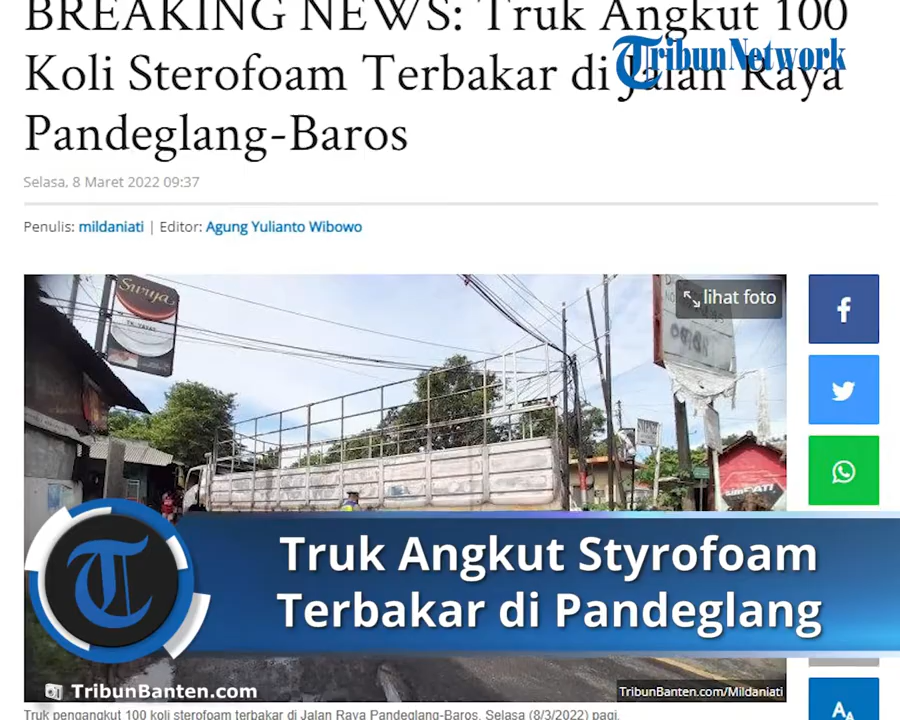 BREAKING NEWS: Truk Angkut 100
Koli Sterofoam Terbakar di Jalan Raya
Pandeglang-Baros
TribunNetwork
Selasa, 8 Maret 2022 09:37
Penulis: mildaniati | Editor: Agung Yulianto Wibowo
Surya
lihat foto
f
T
Truk Angkut Styrofoam
Terbakar di Pandeglang
TribunBanten.com
TribunBanten.com/Mildaniati
AA
Truk pengangkut 100 koli sterofoam terbakar di Jalan Raya Pandeglang-Baros, Selasa (8/3/2022) pagi.